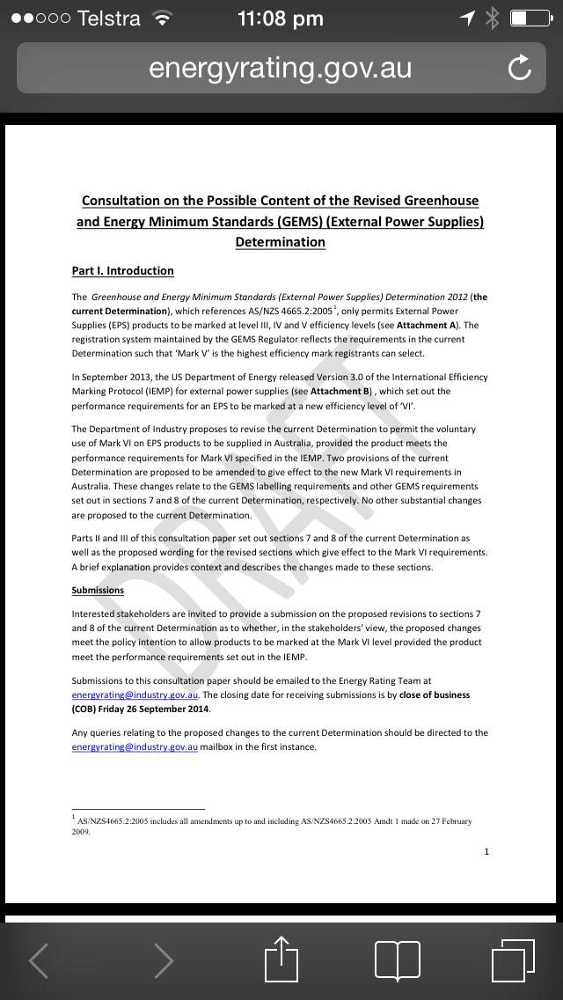 Telstra 11:08 pm
energyrating.gov.au
Consultation on the Possible Content of the Revised Greenhouse
and Energy Minimum Standards (GEMS) (External Power Supplies)
Determination
Part I. Introduction
The Greenhouse and Energy Minimum Standards (External Power Supplies) Determination 2012 (the
current Determination), which references AS/NZS 4665.2:2005¹, only permits External Power
Supplies (EPS) products to be marked at level III, IV and V efficiency levels (see Attachment A). The
registration system maintained by the GEMS Regulator reflects the requirements in the current
Determination such that ‘Mark V’ is the highest efficiency mark registrants can select.
In September 2013, the US Department of Energy released Version 3.0 of the International Efficiency
Marking Protocol (IEMP) for external power supplies (see Attachment B) , which set out the
performance requirements for an EPS to be marked at a new efficiency level of ‘VI’.
The Department of Industry proposes to revise the current Determination to permit the voluntary
use of Mark VI on EPS products to be supplied in Australia, provided the product meets the
performance requirements for Mark VI specified in the IEMP. Two provisions of the current
Determination are proposed to be amended to give effect to the new Mark VI requirements in
Australia. These changes relate to the GEMS labelling requirements and other GEMS requirements
set out in sections 7 and 8 of the current Determination, respectively. No other substantial changes
are proposed to the current Determination.
Parts II and III of this consultation paper set out sections 7 and 8 of the current Determination as
well as the proposed wording for the revised sections which give effect to the Mark VI requirements.
A brief explanation provides context and describes the changes made to these sections.
Submissions
Interested stakeholders are invited to provide a submission on the proposed revisions to sections 7
and 8 of the current Determination as to whether, in the stakeholders’ view, the proposed changes
meet the policy intention to allow products to be marked at the Mark VI level provided the product
meet the performance requirements set out in the IEMP.
Submissions to this consultation paper should be emailed to the Energy Rating Team at
energyrating@industry.gov.au. The closing date for receiving submissions is by close of business
(COB) Friday 26 September 2014.
Any queries relating to the proposed changes to the current Determination should be directed to the
energyrating@industry.gov.au mailbox in the first instance.
¹ AS/NZS4665.2:2005 includes all amendments up to and including AS/NZS4665.2:2005 Amdt 1 made on 27 February
2009.
1
DRAFT